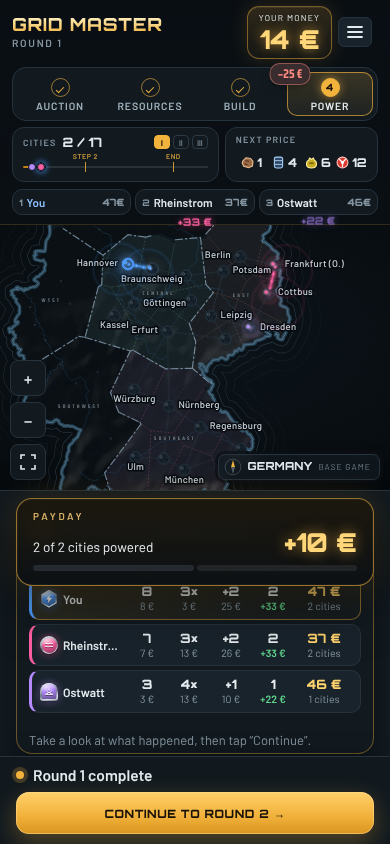 GRID MASTER
ROUND 1
YOUR MONEY
14 €
-25 €
AUCTION
RESOURCES
BUILD
4
POWER
CITIES 2 / 17
I II III
STEP 2
END
NEXT PRICE
1 4 6 12
1 You 47€
2 Rheinstrom 37€
3 Ostwatt 46€
+33 €
+22 €
Berlin
Hannover
Potsdam
Frankfurt (O.)
Braunschweig
CENTRAL
WEST
EAST
Göttingen
Cottbus
Leipzig
Kassel
Erfurt
Dresden
Würzburg
Nürnberg
SOUTHWEST
Regensburg
SOUTHEAST
Ulm
München
+
−
GERMANY BASE GAME
PAYDAY
2 of 2 cities powered
+10 €
You 8 3x +2 2 47 €
8 € 3 € 25 € +33 € 2 cities
Rheinstr... 7 3x +2 2 37 €
7 € 13 € 26 € +33 € 2 cities
Ostwatt 3 4x +1 1 46 €
3 € 13 € 10 € +22 € 1 cities
Take a look at what happened, then tap “Continue”.
Round 1 complete
CONTINUE TO ROUND 2 →